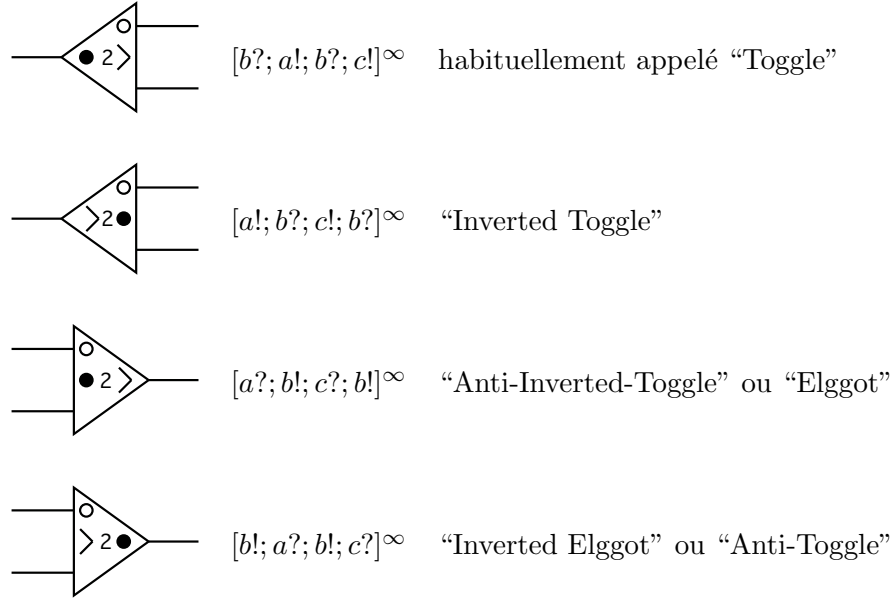 2 [b?; a!; b?; c!]∞ habituellement appelé “Toggle”
2 [a!; b?; c!; b?]∞ “Inverted Toggle”
2 [a?; b!; c?; b!]∞ “Anti-Inverted-Toggle” ou “Elggot”
2 [b!; a?; b!; c?]∞ “Inverted Elggot” ou “Anti-Toggle”